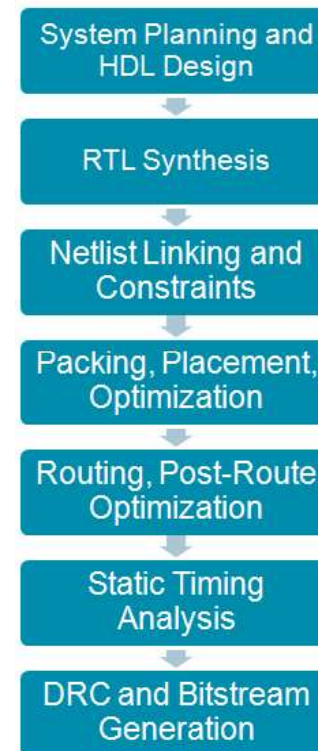 System Planning and
HDL Design
RTL Synthesis
Netlist Linking and
Constraints
Packing, Placement,
Optimization
Routing, Post-Route
Optimization
Static Timing
Analysis
DRC and Bitstream
Generation